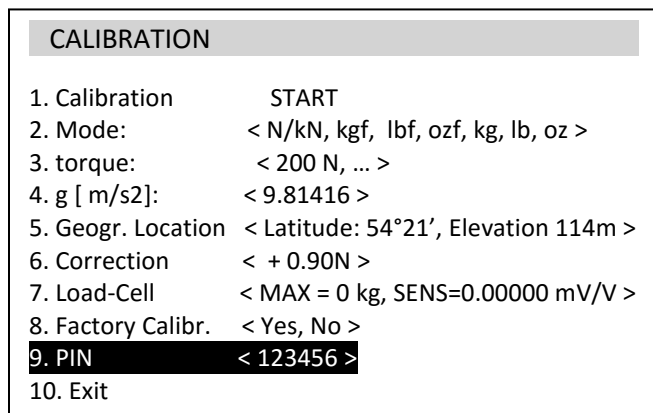 CALIBRATION
1. Calibration START
2. Mode: < N/kN, kgf, lbf, ozf, kg, lb, oz >
3. torque: < 200 N, … >
4. g [ m/s2]: < 9.81416 >
5. Geogr. Location < Latitude: 54°21’, Elevation 114m >
6. Correction < + 0.90N >
7. Load-Cell < MAX = 0 kg, SENS=0.00000 mV/V >
8. Factory Calibr. < Yes, No >
9. PIN < 123456 >
10. Exit